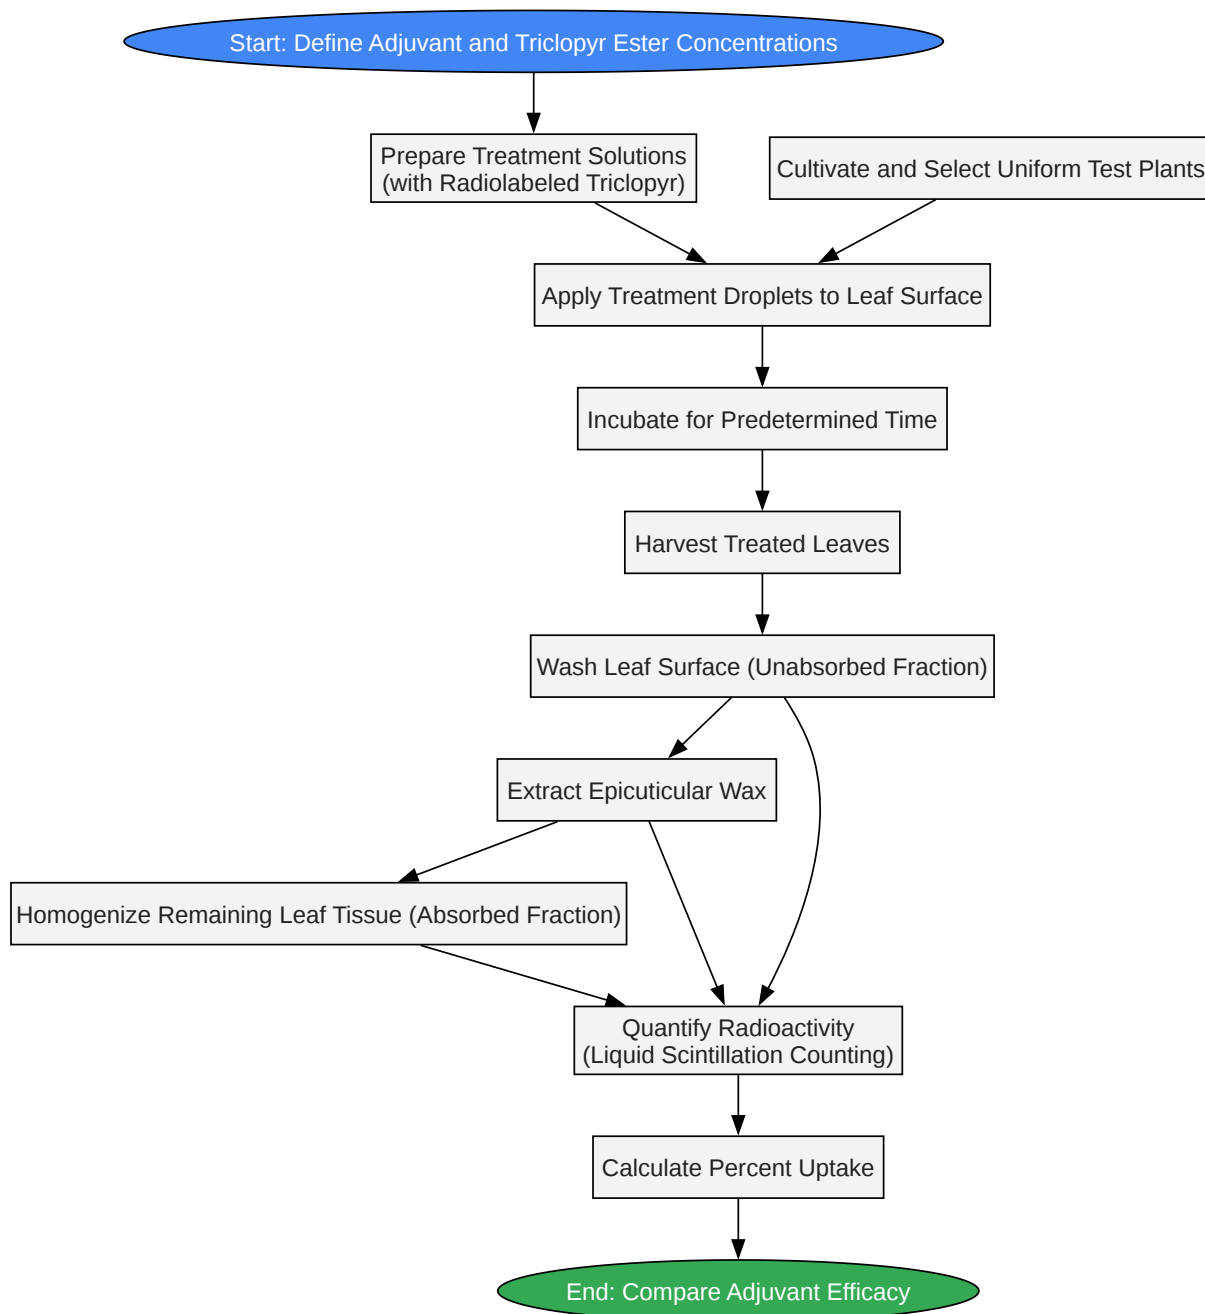 Start: Define Adjuvant and Triclopyr Ester Concentrations
Prepare Treatment Solutions
(with Radiolabeled Triclopyr)
Cultivate and Select Uniform Test Plants
Apply Treatment Droplets to Leaf Surface
Incubate for Predetermined Time
Harvest Treated Leaves
Wash Leaf Surface (Unabsorbed Fraction)
Extract Epicuticular Wax
Homogenize Remaining Leaf Tissue (Absorbed Fraction)
Quantify Radioactivity
(Liquid Scintillation Counting)
Calculate Percent Uptake
End: Compare Adjuvant Efficacy